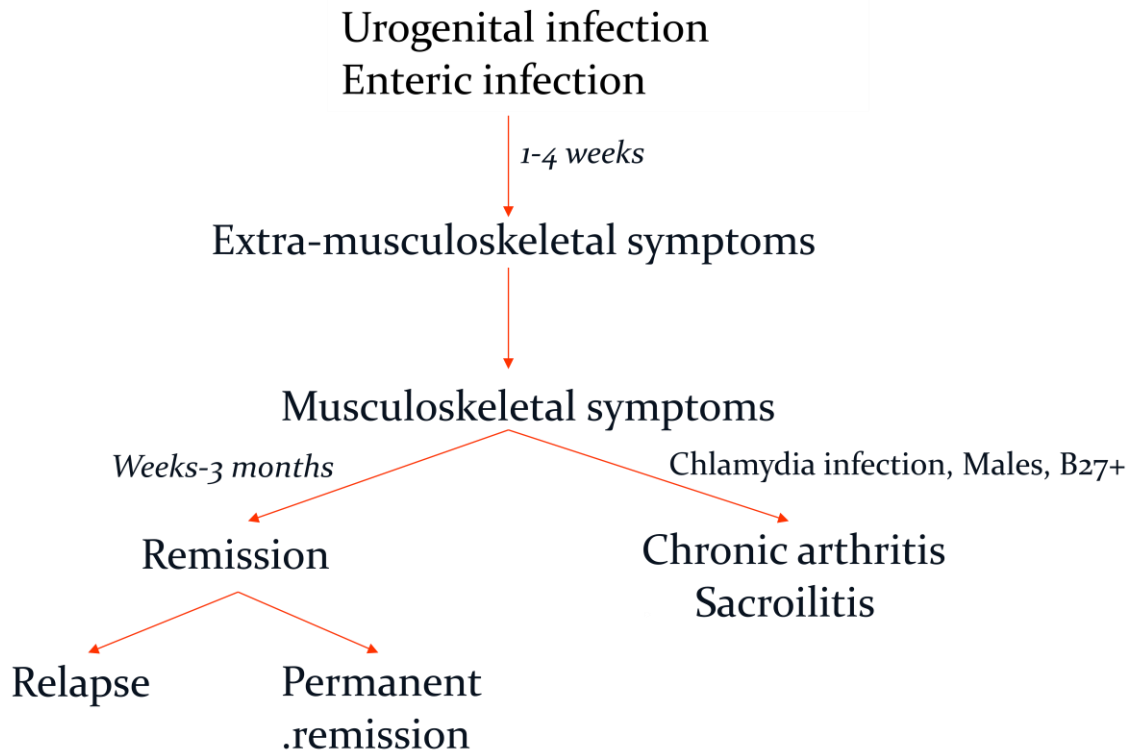 Urogenital infection
Enteric infection
1-4 weeks
Extra-musculoskeletal symptoms
Musculoskeletal symptoms
Weeks-3 months
Chlamydia infection, Males, B27+
Remission
Chronic arthritis
Sacroilitis
Relapse
Permanent
.remission